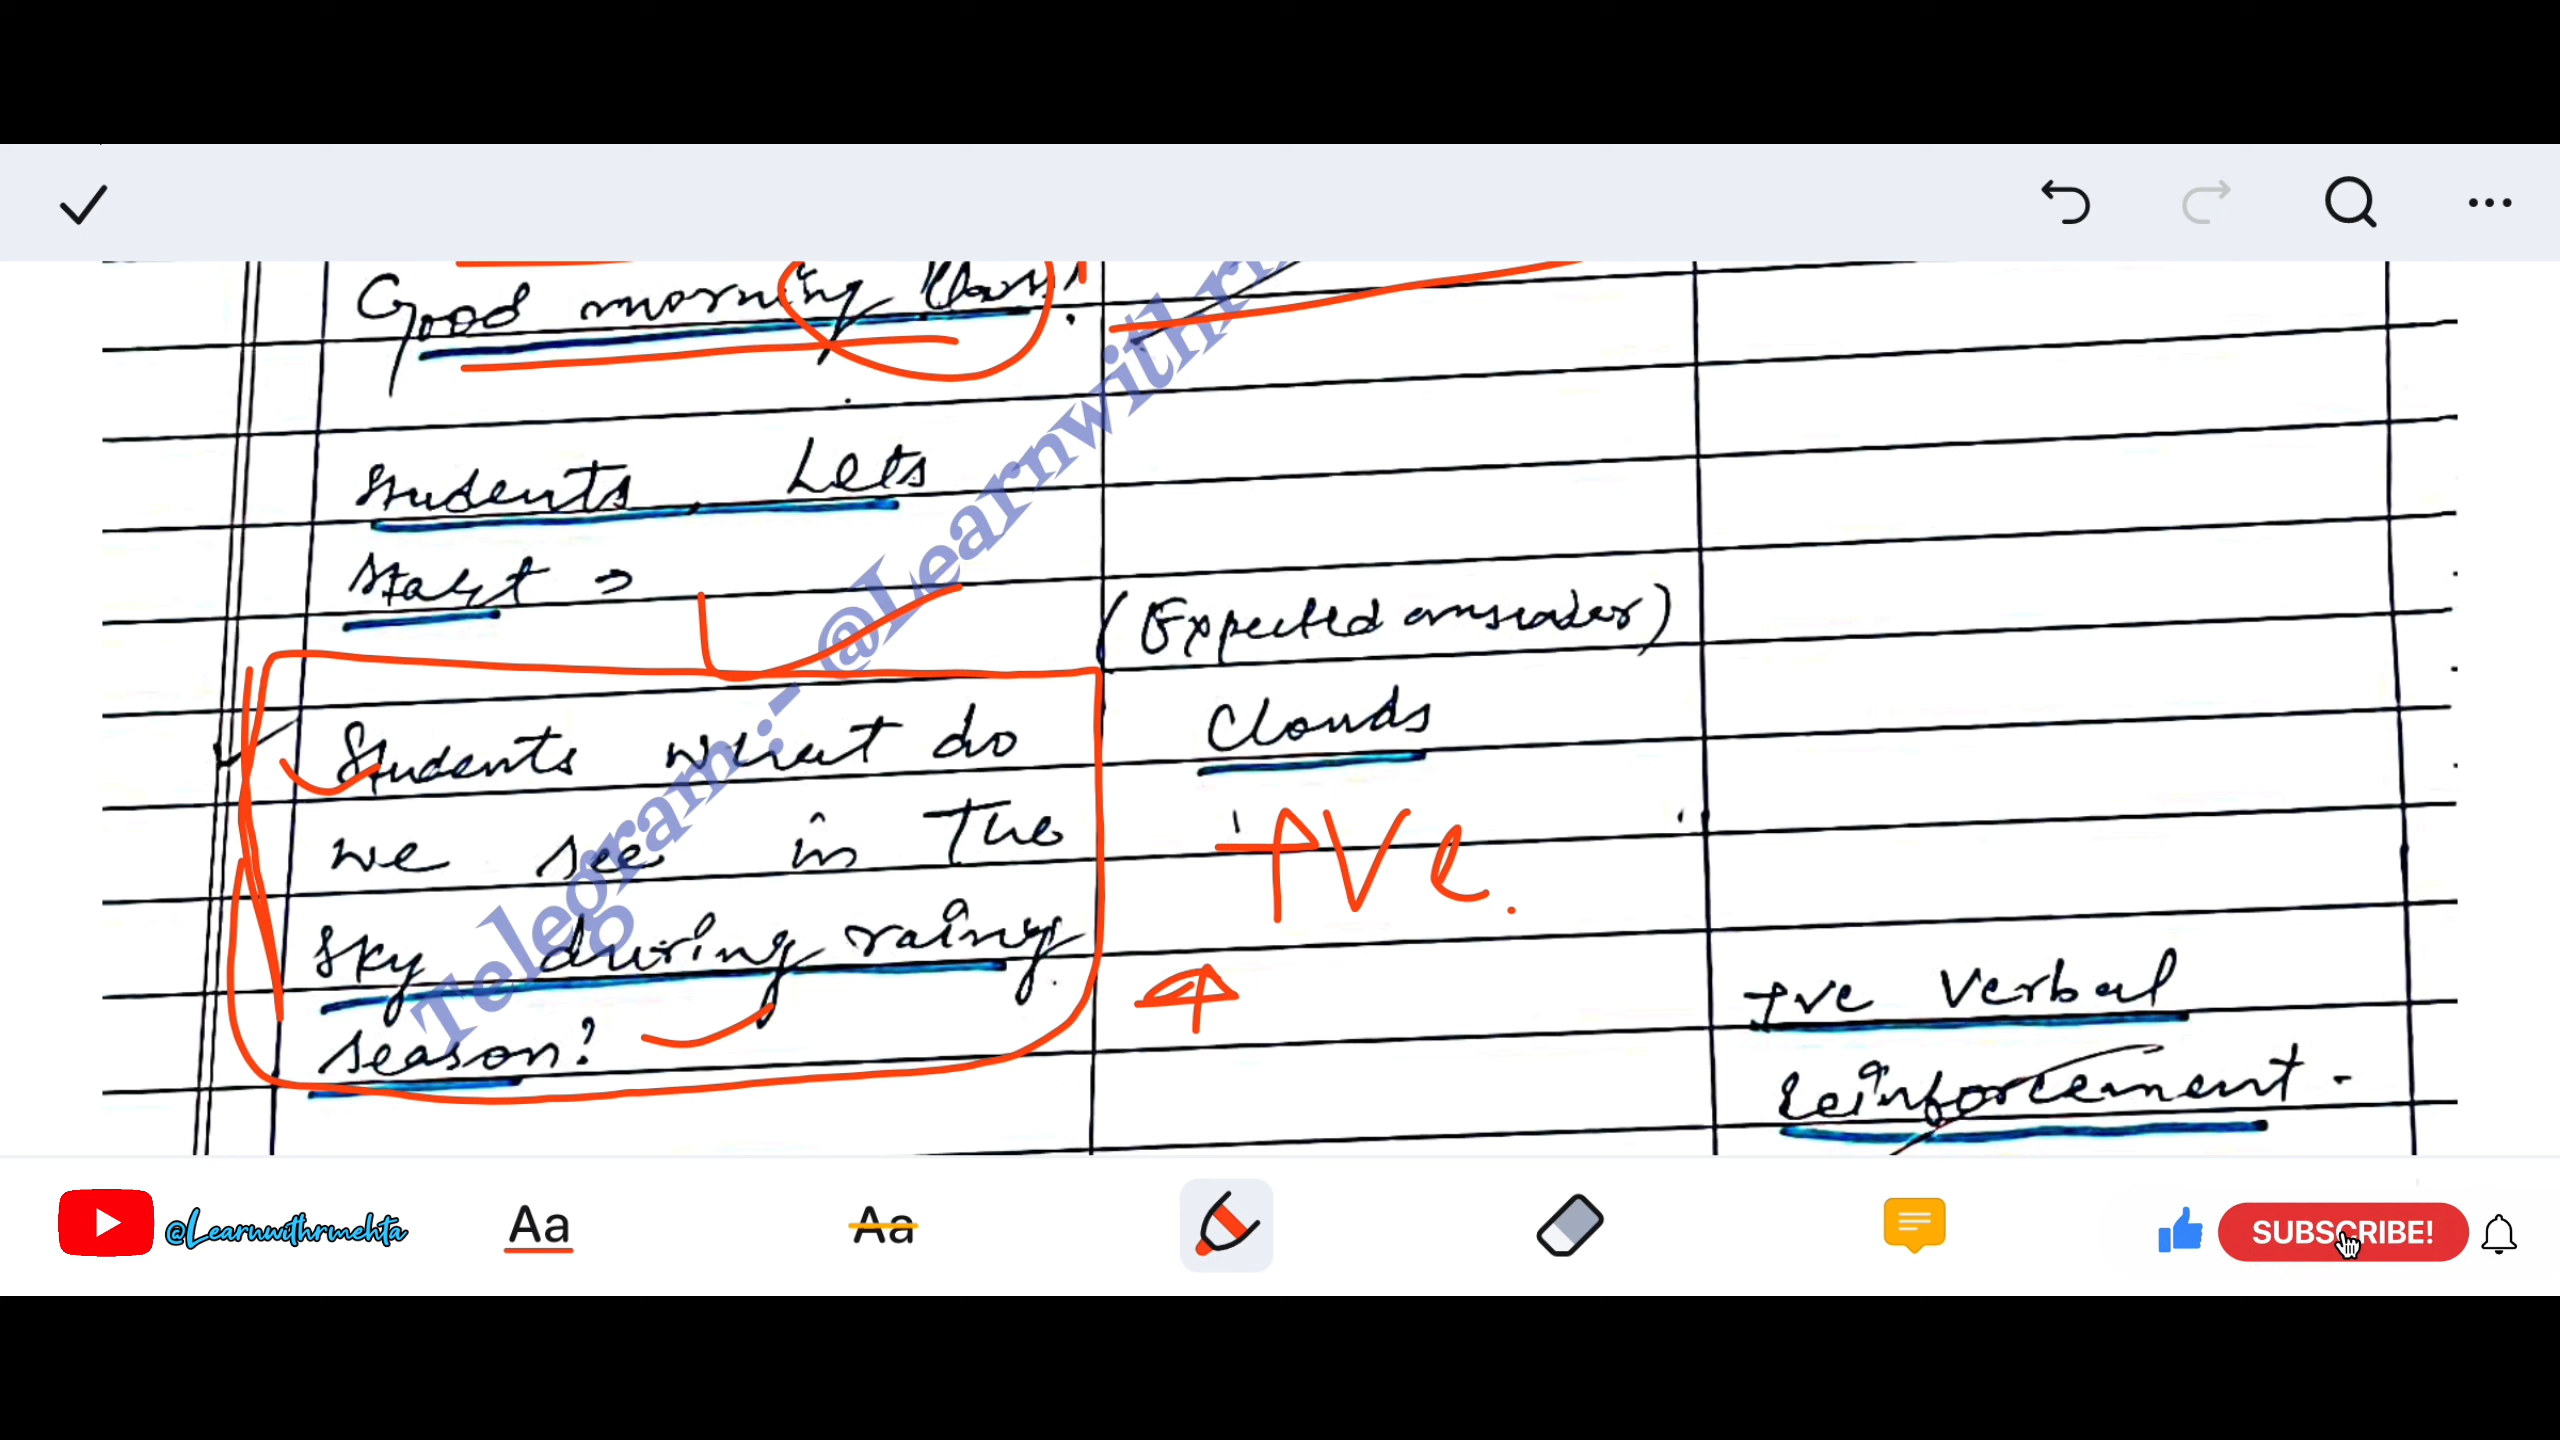 Good morning Class!
Students, Lets
start →
(Expected answer)
Students what do
Clouds
we see in the
+ve.
sky during rainy
season?
+ve Verbal
reinforcement.
Telegram:- @Learnwithr
@Learnwithrmehta
Aa
Aa
SUBSCRIBE!